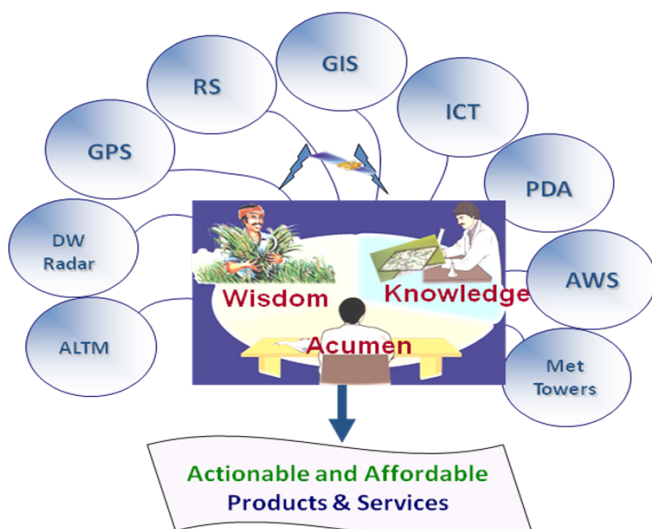 GIS
RS
ICT
GPS
PDA
DW
Radar
AWS
ALTM
Met
Towers
Wisdom
Knowledge
Acumen
Actionable and Affordable
Products & Services